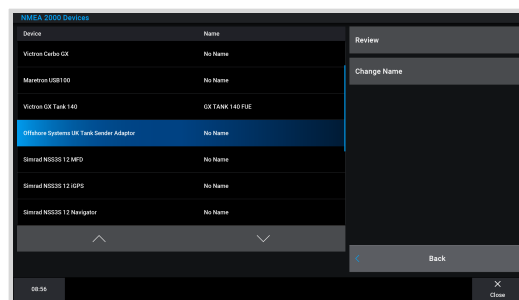 NMEA 2000 Devices
Device Name
Victron Cerbo GX No Name
Maretron USB100 No Name
Victron GX Tank 140 GX TANK 140 FUE
Offshore Systems UK Tank Sender Adaptor No Name
Simrad NSS3S 12 MFD No Name
Simrad NSS3S 12 iGPS No Name
Simrad NSS3S 12 Navigator No Name
Review
Change Name
Back
08:56
Close